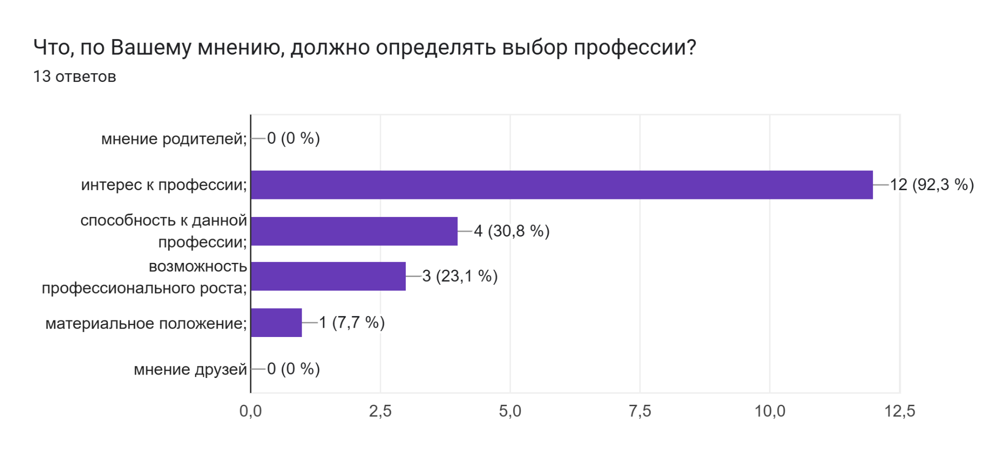 Что, по Вашему мнению, должно определять выбор профессии?
13 ответов
мнение родителей;
0 (0 %)
интерес к профессии;
12 (92,3 %)
способность к данной
профессии;
4 (30,8 %)
возможность
профессионального роста;
3 (23,1 %)
материальное положение;
1 (7,7 %)
мнение друзей
0 (0 %)
0,0 2,5 5,0 7,5 10,0 12,5